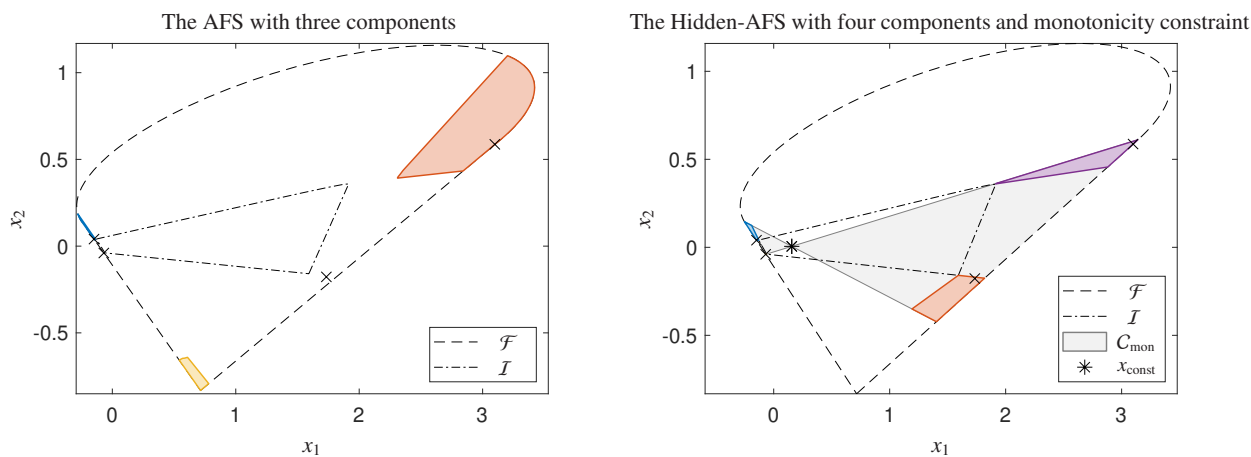 The AFS with three components
1
0.5
0
-0.5
0
1
2
3
x₁
x₂
ℱ
ℐ
The Hidden-AFS with four components and monotonicity constraint
1
0.5
0
-0.5
0
1
2
3
x₁
x₂
ℱ
ℐ
𝒞mon
xconst